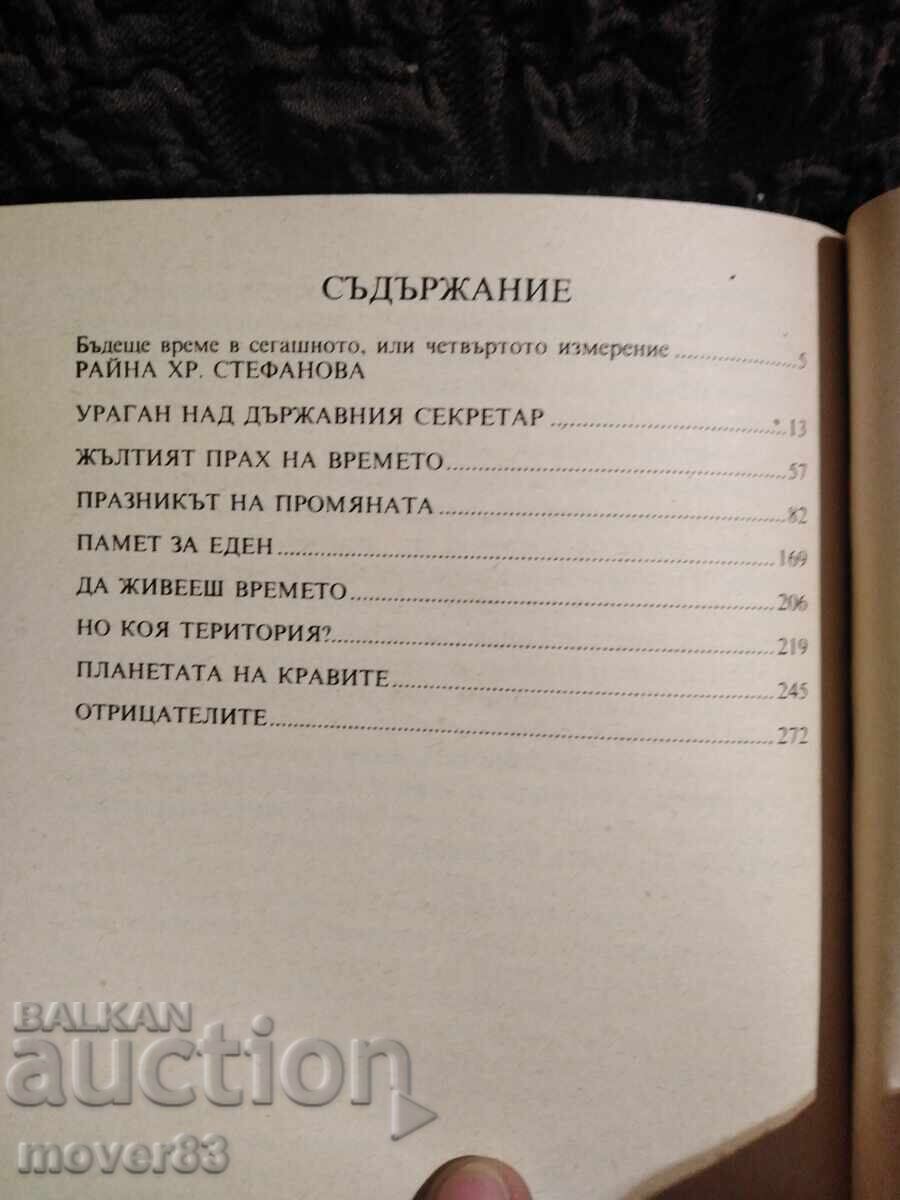 СЪДЪРЖАНИЕ
Бъдеще време в сегашното, или четвъртото измерение ..... 5
РАЙНА ХР. СТЕФАНОВА
УРАГАН НАД ДЪРЖАВНИЯ СЕКРЕТАР ..... 13
ЖЪЛТИЯТ ПРАХ НА ВРЕМЕТО ..... 57
ПРАЗНИКЪТ НА ПРОМЯНАТА ..... 82
ПАМЕТ ЗА ЕДЕН ..... 169
ДА ЖИВЕЕШ ВРЕМЕТО ..... 206
НО КОЯ ТЕРИТОРИЯ? ..... 219
ПЛАНЕТАТА НА КРАВИТЕ ..... 245
ОТРИЦАТЕЛИТЕ ..... 272
BALKAN
auction
mover83